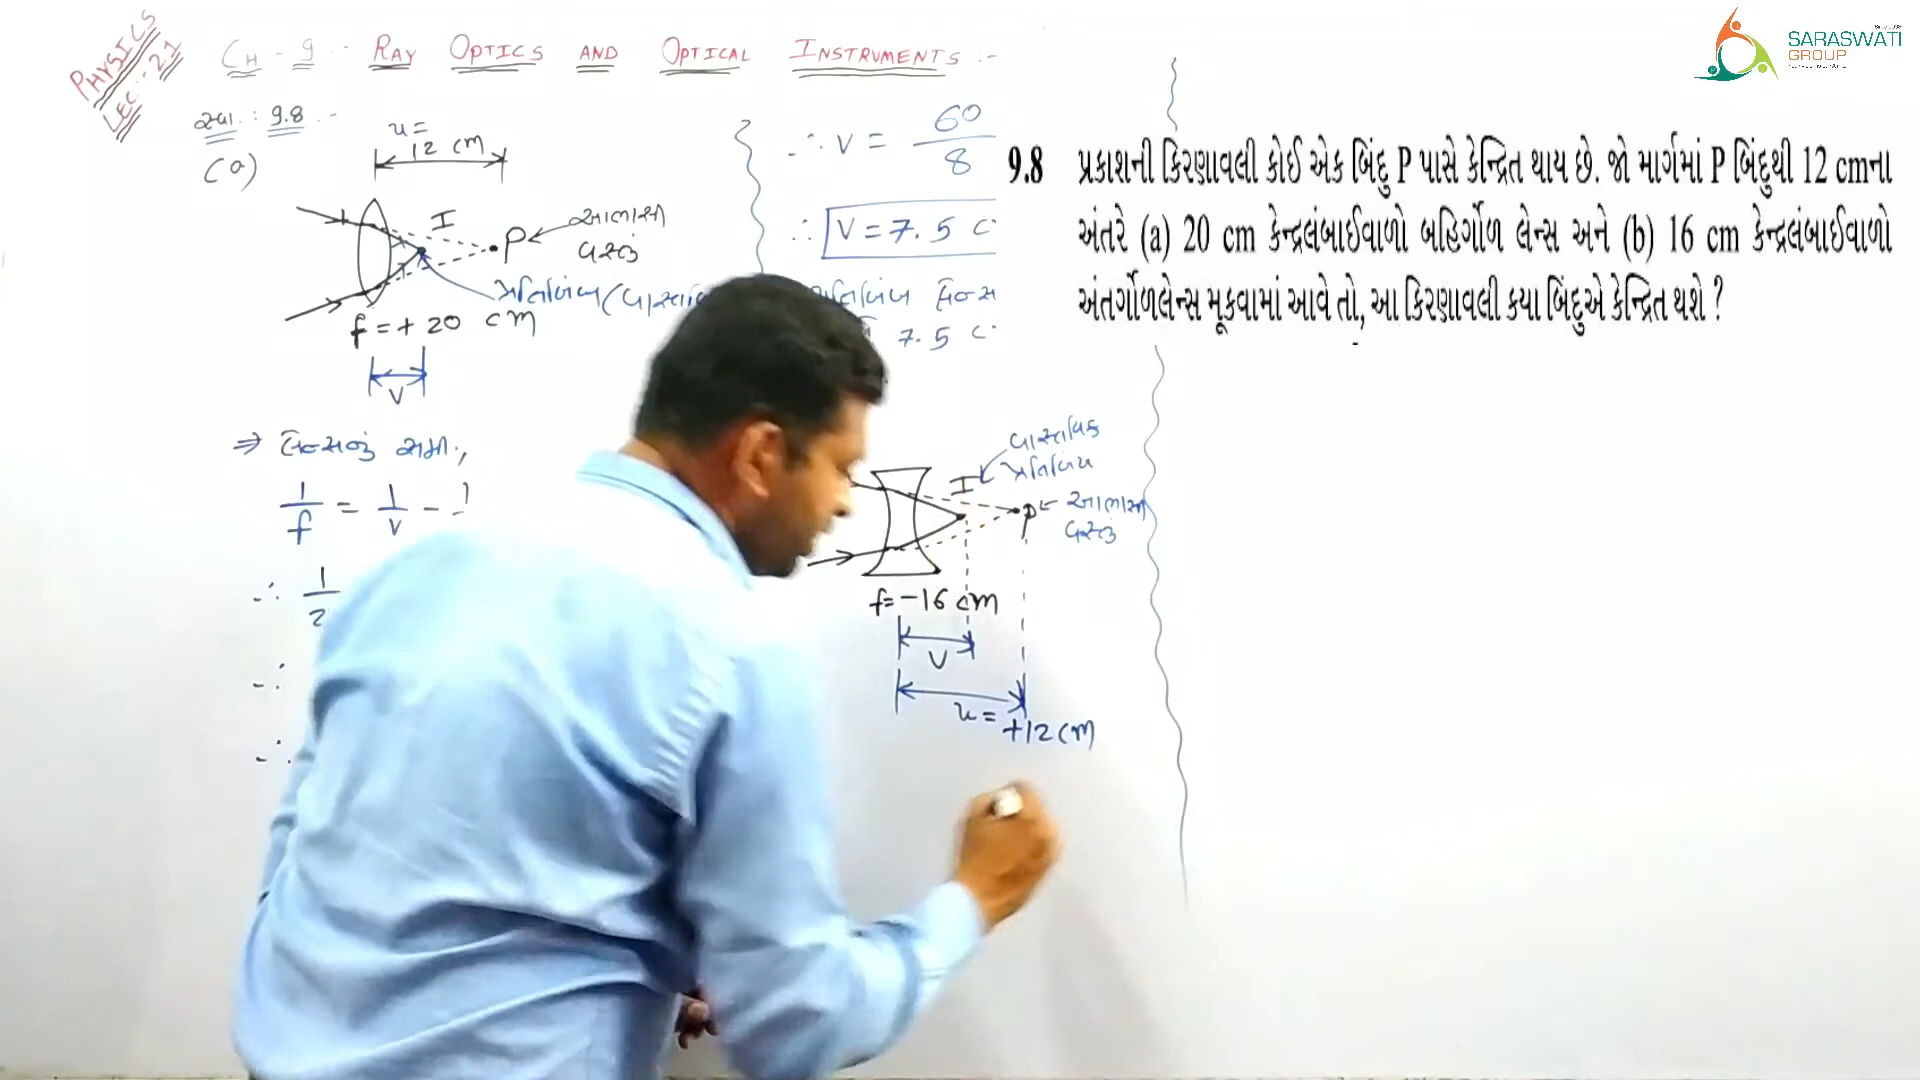 PHYSICS
LEC:-21
CH-9 :- RAY OPTICS AND OPTICAL INSTRUMENTS :-
SARASWATI
GROUP
સ્વા. : 9.8 :-
(a)
u=
12 cm
I
P
આભાસી
વસ્તુ
f=+20 cm
V
⇒ લેન્સનું સમી.,
1/f = 1/v -
∴ 1/2
∴
∴
∴ V = 60/8
∴ V=7.5 c
7.5 c
વાસ્તવિક
પ્રતિબિંબ
I
P
આભાસી
વસ્તુ
f=-16 cm
V
u=
+12 cm
9.8 પ્રકાશની કિરણાવલી કોઈ એક બિંદુ P પાસે કેન્દ્રિત થાય છે. જો માર્ગમાં P બિંદુથી 12 cmના
અંતરે (a) 20 cm કેન્દ્રલંબાઈવાળો બહિર્ગોળ લેન્સ અને (b) 16 cm કેન્દ્રલંબાઈવાળો
અંતર્ગોળલેન્સ મૂકવામાં આવે તો, આ કિરણાવલી કયા બિંદુએ કેન્દ્રિત થશે ?